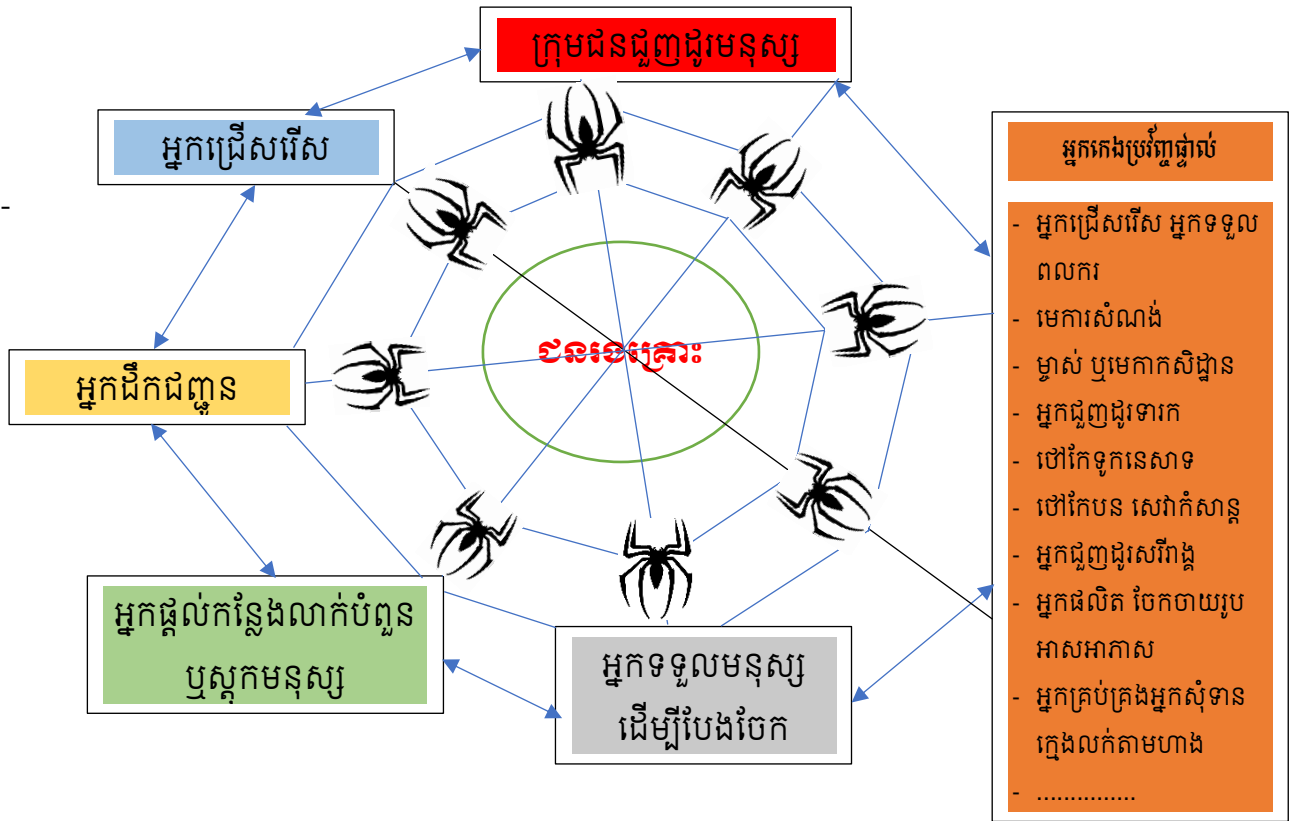 ក្រុមជនជួញដូរមនុស្ស
អ្នកជ្រើសរើស
-
អ្នកដឹកជញ្ជូន
អ្នកផ្តល់កន្លែងលាក់បំពួន
ឬស្តុកមនុស្ស
អ្នកទទួលមនុស្ស
ដើម្បីបែងចែក
ជនរងគ្រោះ
អ្នកកេងប្រវ័ញ្ចផ្ទាល់
- អ្នកជ្រើសរើស អ្នកទទួល
ពលករ
- មេការសំណង់
- ម្ចាស់ ឬមេកាកសិដ្ឋាន
- អ្នកជួញដូរទារក
- ថៅកែទូកនេសាទ
- ថៅកែបន សេវាកំសាន្ត
- អ្នកជួញដូរសរីរាង្គ
- អ្នកផលិត ចែកចាយរូប
អាសអាភាស
- អ្នកគ្រប់គ្រងអ្នកសុំទាន
ក្មេងលក់តាមហាង
- ...............